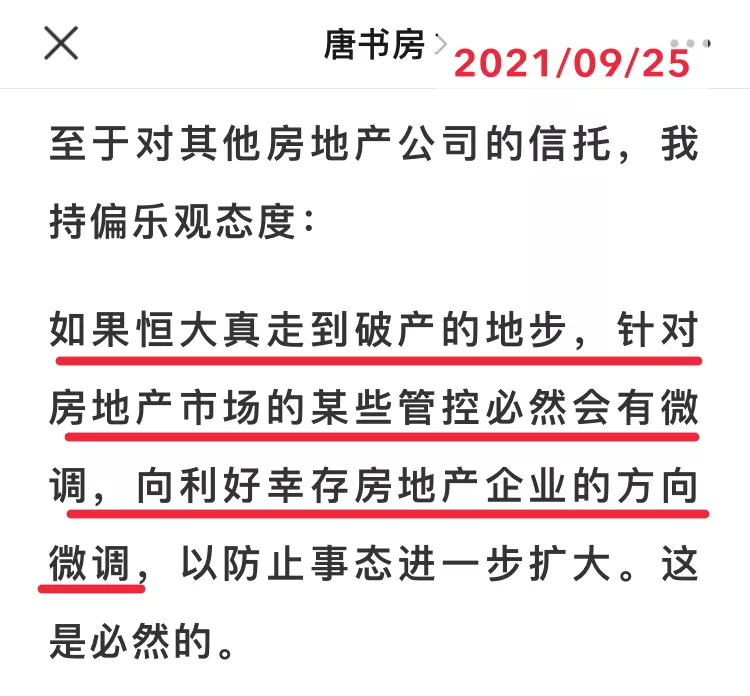 唐书房
2021/09/25
至于对其他房地产公司的信托，我
持偏乐观态度：
如果恒大真走到破产的地步，针对
房地产市场的某些管控必然会有微
调，向利好幸存房地产企业的方向
微调，以防止事态进一步扩大。这
是必然的。